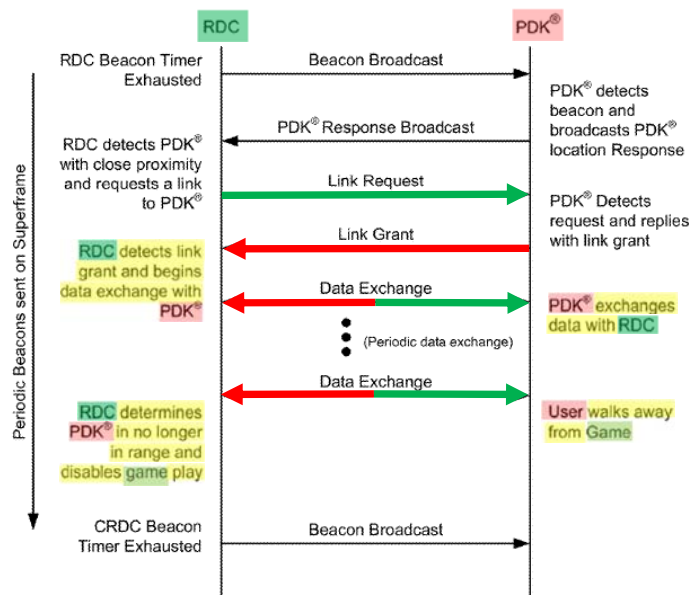 RDC
PDK®
RDC Beacon Timer
Exhausted
Beacon Broadcast
PDK® detects
beacon and
broadcasts PDK®
location Response
PDK® Response Broadcast
RDC detects PDK®
with close proximity
and requests a link
to PDK®
Link Request
PDK® Detects
request and replies
with link grant
Link Grant
RDC detects link
grant and begins
data exchange with
PDK®
Data Exchange
PDK® exchanges
data with RDC
(Periodic data exchange)
Data Exchange
RDC determines
PDK® in no longer
in range and
disables game play
User walks away
from Game
CRDC Beacon
Timer Exhausted
Beacon Broadcast
Periodic Beacons sent on Superframe